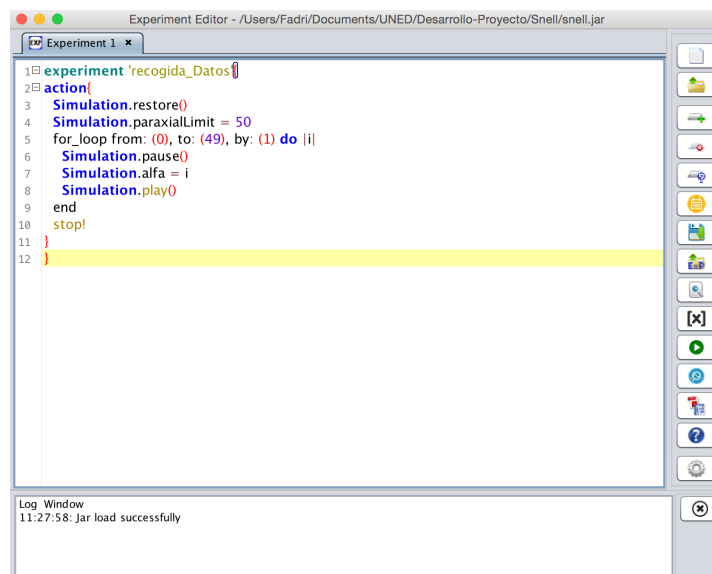 Experiment Editor - /Users/Fadri/Documents/UNED/Desarrollo-Proyecto/Snell/snell.jar
EXP Experiment 1 ×
1 experiment 'recogida_Datos'{
2 action{
3 Simulation.restore()
4 Simulation.paraxialLimit = 50
5 for_loop from: (0), to: (49), by: (1) do |i|
6 Simulation.pause()
7 Simulation.alfa = i
8 Simulation.play()
9 end
10 stop!
11 }
12 }
[x]
Log Window
11:27:58: Jar load successfully